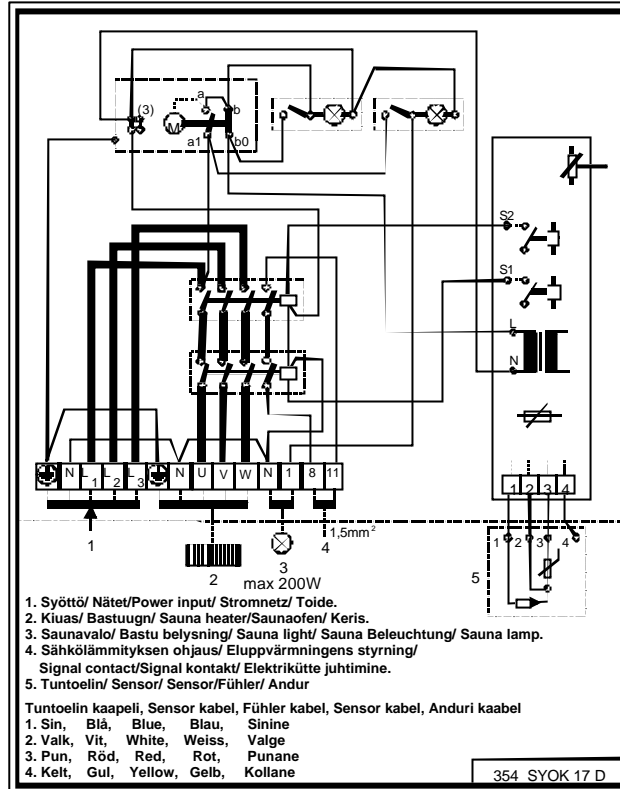 (3)
a
b
M
a1
b0
S2
S1
L
N
N L1 L2 L3 N U V W N 1 8 11
1 2 3 4
1 2 3 4
5
1
2
3
4
1,5mm²
max 200W
1. Syöttö/ Nätet/Power input/ Stromnetz/ Toide.
2. Kiuas/ Bastuugn/ Sauna heater/Saunaofen/ Keris.
3. Saunavalo/ Bastu belysning/ Sauna light/ Sauna Beleuchtung/ Sauna lamp.
4. Sähkölämmityksen ohjaus/ Eluppvärmningens styrning/
Signal contact/Signal kontakt/ Elektrikütte juhtimine.
5. Tuntoelin/ Sensor/ Sensor/Fühler/ Andur
Tuntoelin kaapeli, Sensor kabel, Fühler kabel, Sensor kabel, Anduri kaabel
1. Sin, Blå, Blue, Blau, Sinine
2. Valk, Vit, White, Weiss, Valge
3. Pun, Röd, Red, Rot, Punane
4. Kelt, Gul, Yellow, Gelb, Kollane
354 SYOK 17 D